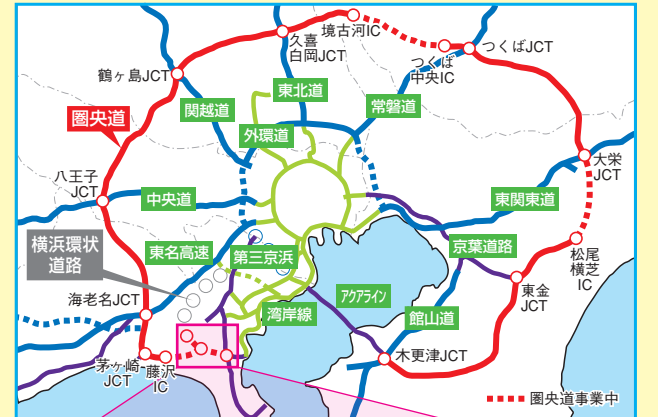 境古河IC
久喜
白岡JCT
つくばJCT
つくば
中央IC
鶴ヶ島JCT
東北道
関越道
常磐道
圏央道
外環道
大栄
JCT
八王子
JCT
中央道
東関東道
横浜環状
道路
東名高速
第三京浜
京葉道路
松尾
横芝
IC
アクアライン
東金
JCT
海老名JCT
湾岸線
館山道
木更津JCT
茅ヶ崎
JCT
藤沢
IC
圏央道事業中